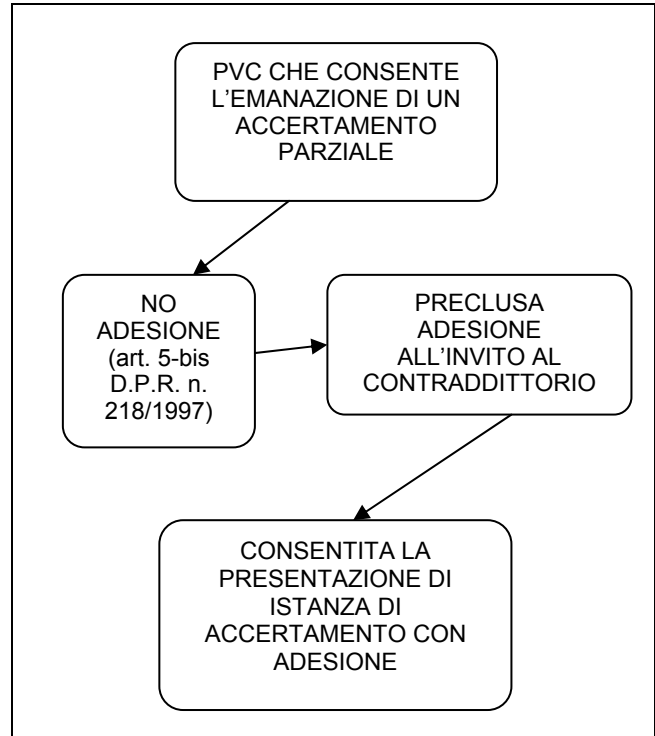 PVC CHE CONSENTE
L’EMANAZIONE DI UN
ACCERTAMENTO
PARZIALE
NO
ADESIONE
(art. 5-bis
D.P.R. n.
218/1997)
PRECLUSA
ADESIONE
ALL’INVITO AL
CONTRADDITTORIO
CONSENTITA LA
PRESENTAZIONE DI
ISTANZA DI
ACCERTAMENTO CON
ADESIONE